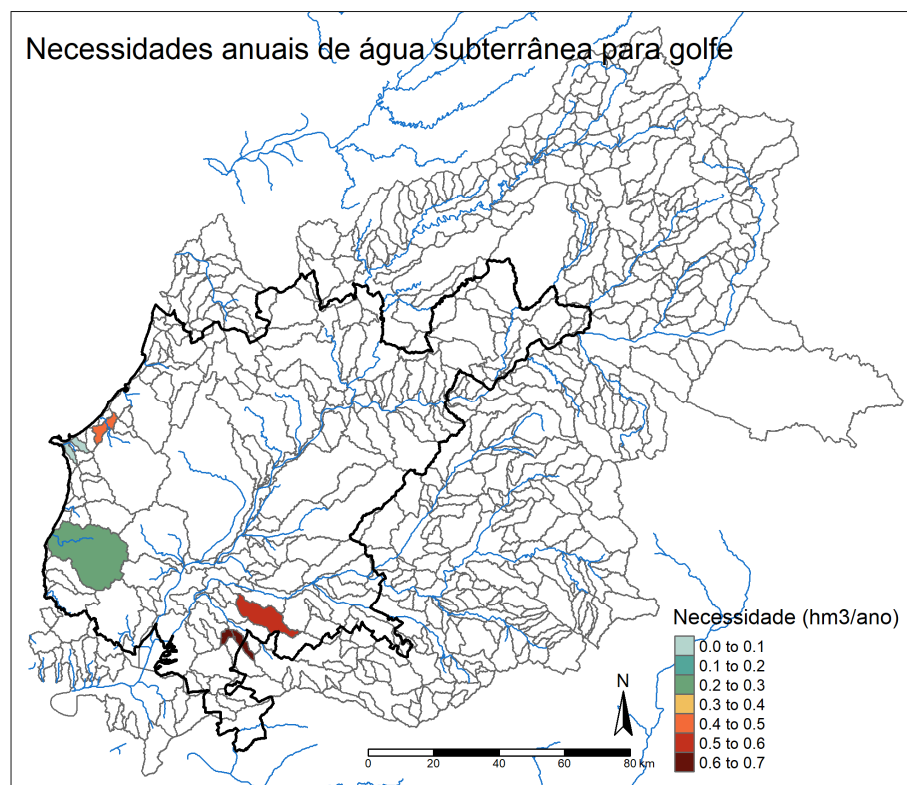 Necessidades anuais de água subterrânea para golfe
Necessidade (hm3/ano)
0.0 to 0.1
0.1 to 0.2
0.2 to 0.3
0.3 to 0.4
0.4 to 0.5
0.5 to 0.6
0.6 to 0.7
N
0 20 40 60 80 km